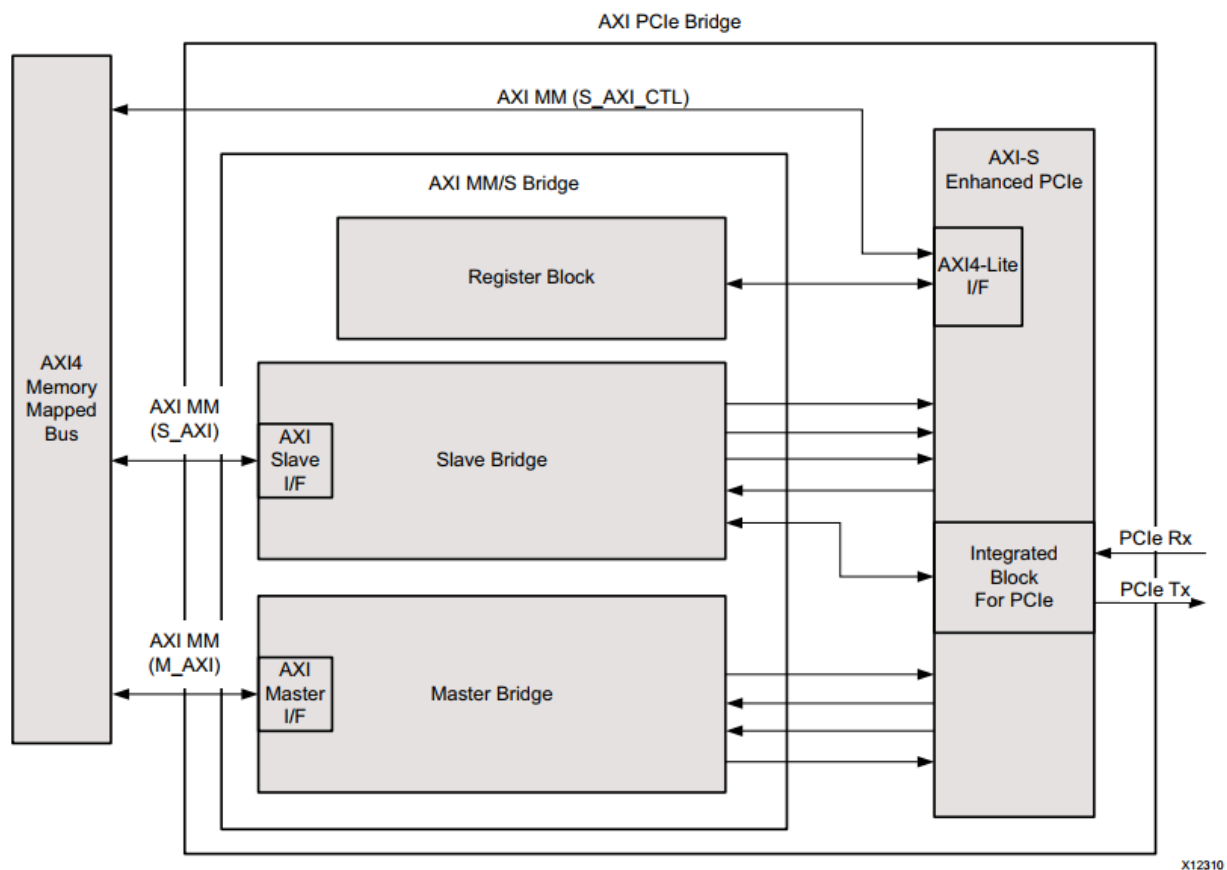 AXI PCIe Bridge
AXI MM (S_AXI_CTL)
AXI-S
Enhanced PCIe
AXI MM/S Bridge
Register Block
AXI4-Lite
I/F
AXI4
Memory
Mapped
Bus
AXI MM
(S_AXI)
AXI
Slave
I/F
Slave Bridge
Integrated
Block
For PCIe
PCIe Rx
PCIe Tx
AXI MM
(M_AXI)
AXI
Master
I/F
Master Bridge
X12310